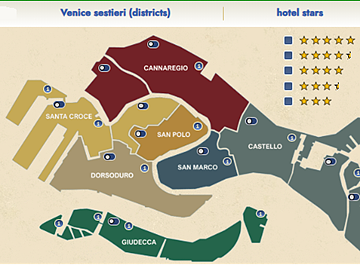 Venice sestieri (districts)
hotel stars
CANNAREGIO
SANTA CROCE
SAN POLO
CASTELLO
SAN MARCO
DORSODURO
GIUDECCA